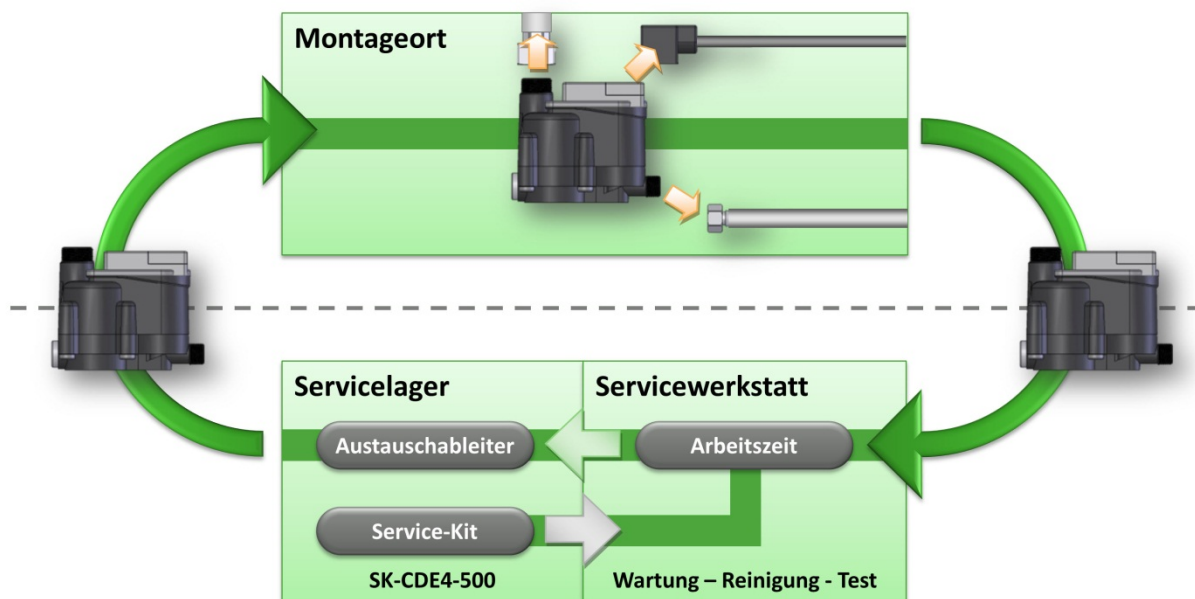 Montageort
Servicelager
Servicewerkstatt
Austauschableiter
Arbeitszeit
Service-Kit
SK-CDE4-500
Wartung – Reinigung - Test